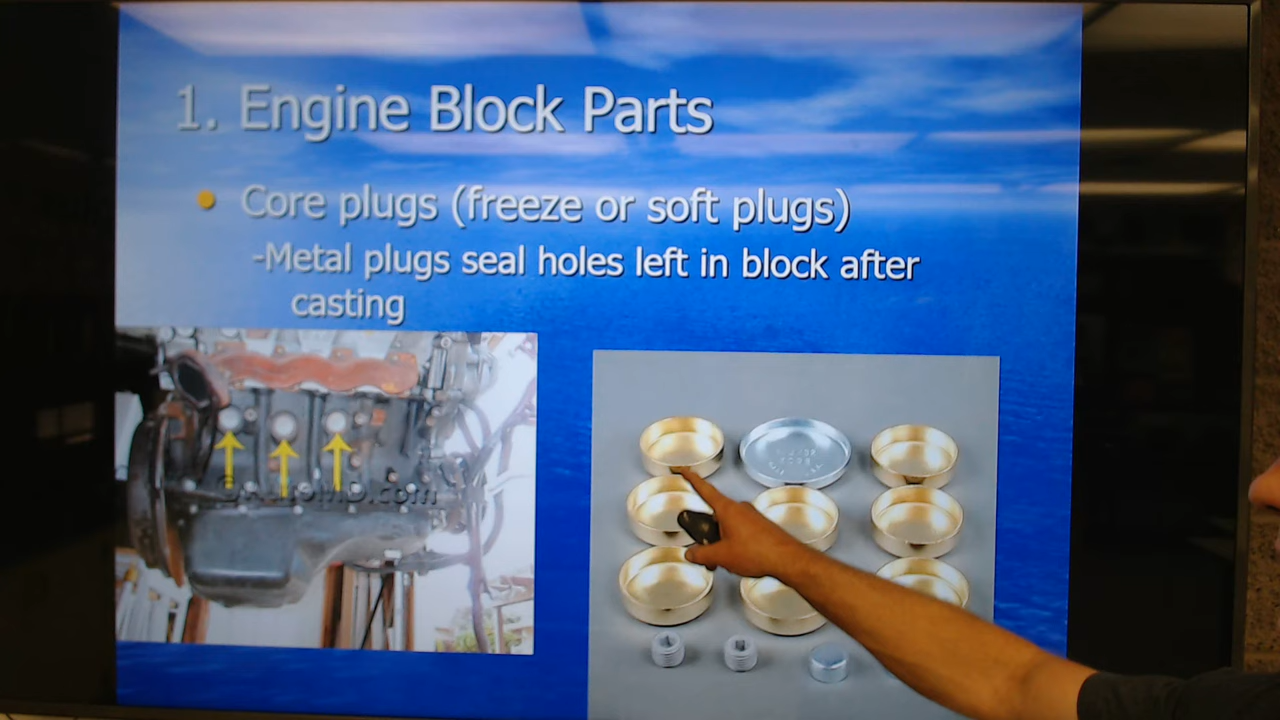 1. Engine Block Parts
Core plugs (freeze or soft plugs)
-Metal plugs seal holes left in block after
casting